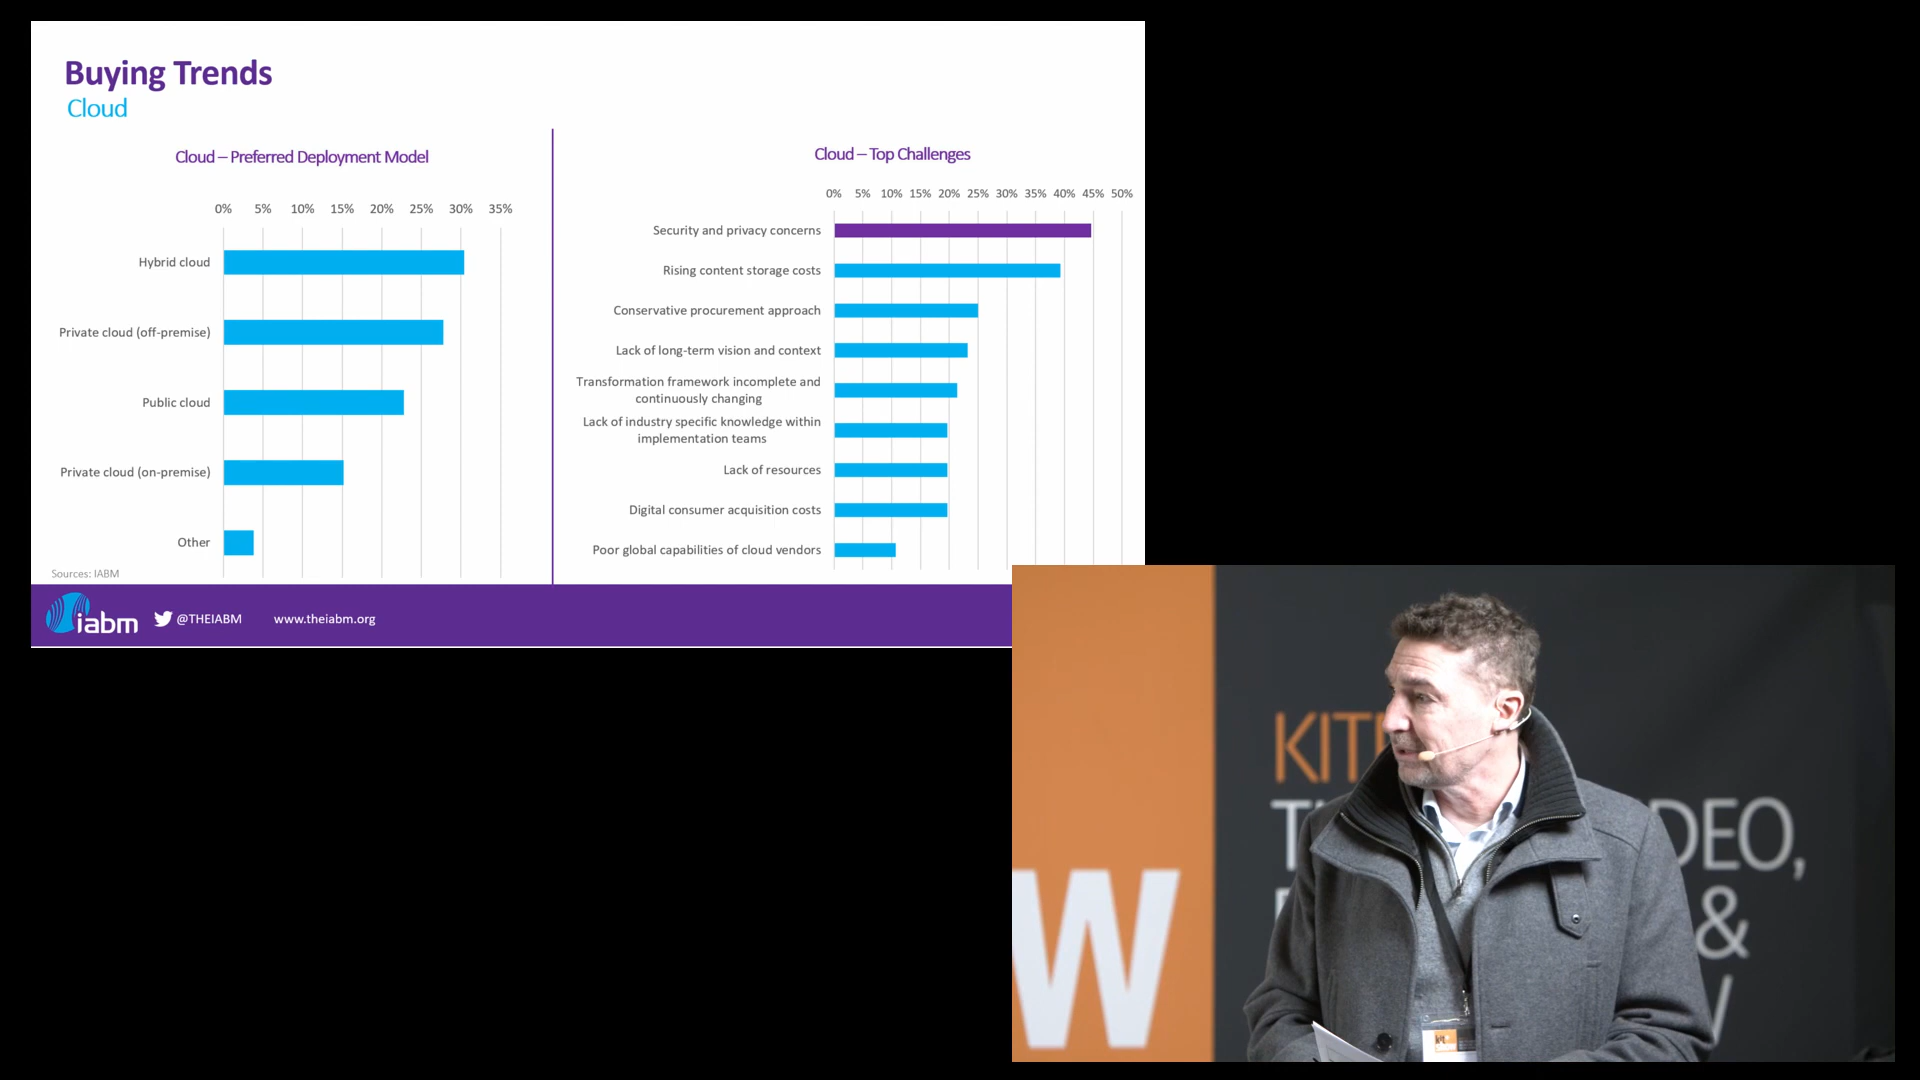 Buying Trends
Cloud
Cloud – Preferred Deployment Model
0% 5% 10% 15% 20% 25% 30% 35%
Hybrid cloud
Private cloud (off-premise)
Public cloud
Private cloud (on-premise)
Other
Sources: IABM
Cloud – Top Challenges
0% 5% 10% 15% 20% 25% 30% 35% 40% 45% 50%
Security and privacy concerns
Rising content storage costs
Conservative procurement approach
Lack of long-term vision and context
Transformation framework incomplete and
continuously changing
Lack of industry specific knowledge within
implementation teams
Lack of resources
Digital consumer acquisition costs
Poor global capabilities of cloud vendors
iabm @THEIABM www.theiabm.org
KIT
DEO,
&
W